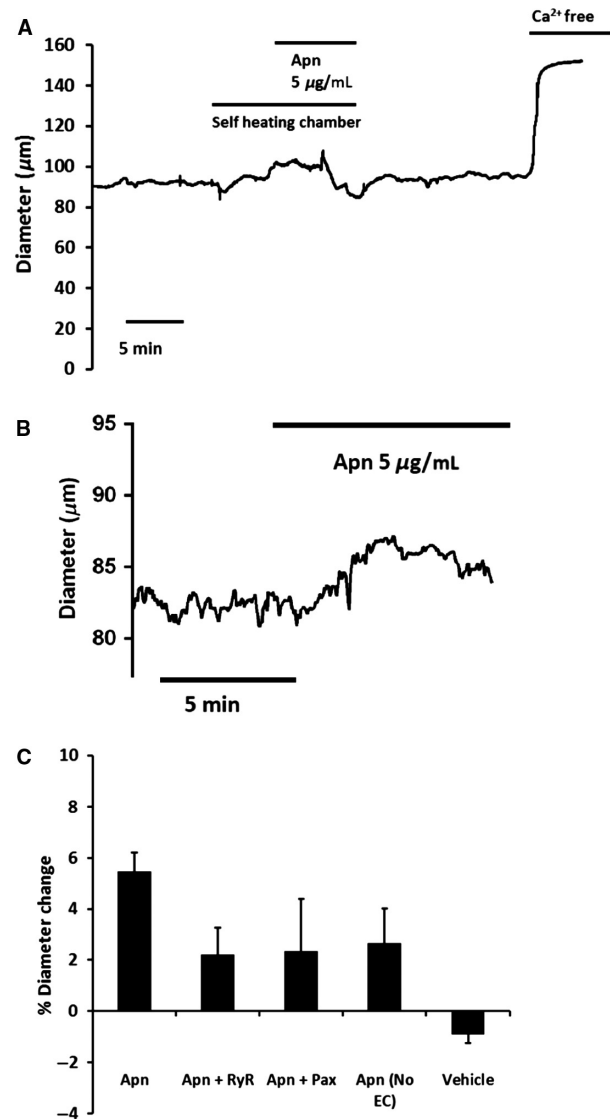 A
Ca²⁺ free
160
140
120
100
80
60
40
20
0
Diameter (μm)
Apn
5 μg/mL
Self heating chamber
5 min
B
95
90
85
80
Diameter (μm)
Apn 5 μg/mL
5 min
C
10
8
6
4
2
0
−2
−4
% Diameter change
Apn
Apn + RyR
Apn + Pax
Apn (No
EC)
Vehicle